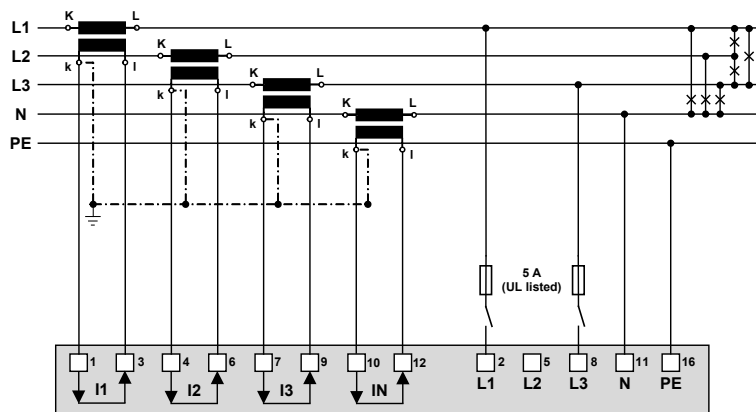 L1 K L
L2 k l K L
L3 k l K L
N k l K L
PE k l
5 A
(UL listed)
1 3 4 6 7 9 10 12 2 5 8 11 16
I1 I2 I3 IN L1 L2 L3 N PE